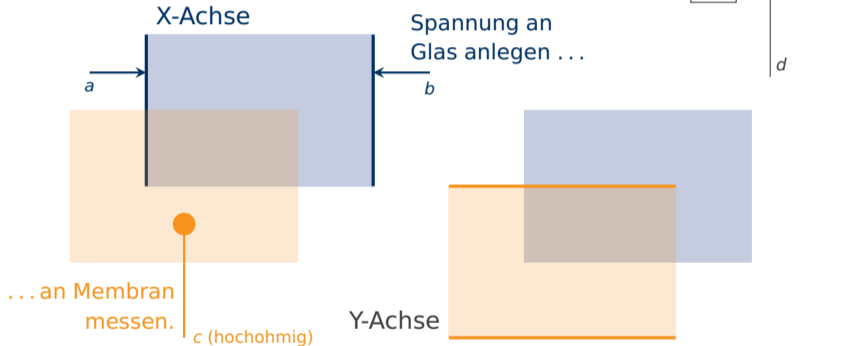 X-Achse
Spannung an
Glas anlegen ...
a
b
d
... an Membran
messen.
c (hochohmig)
Y-Achse